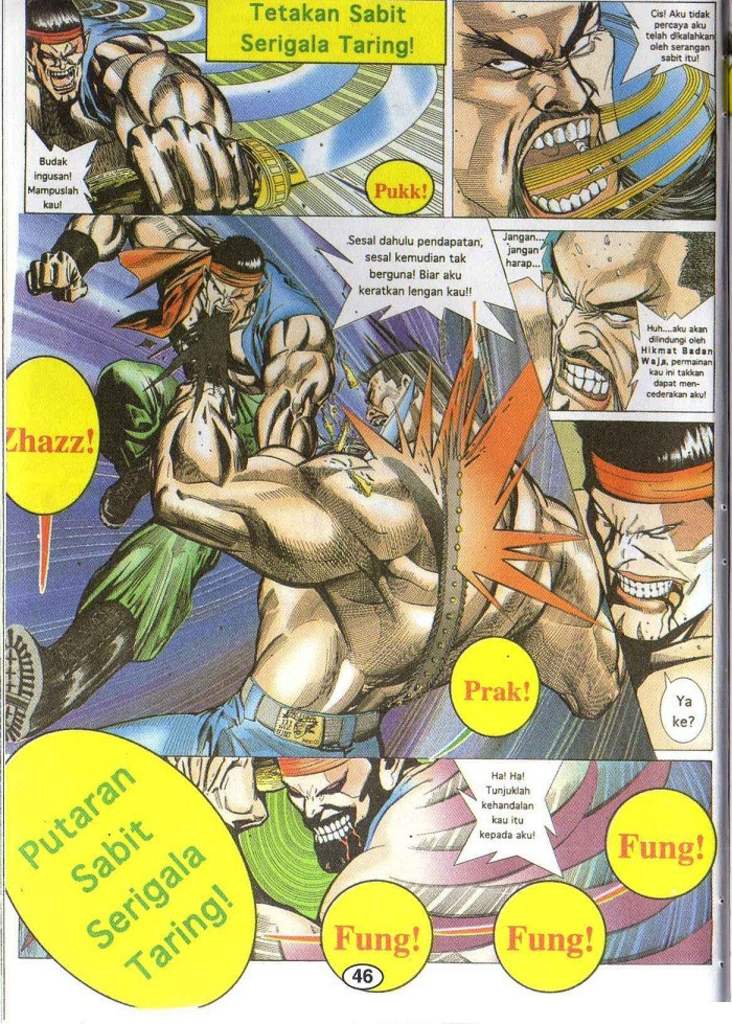 Tetakan Sabit
Serigala Taring!
Budak
ingusan!
Mampuslah
kau!
Pukk!
Cis! Aku tidak
percaya aku
telah dikalahkan
oleh serangan
sabit itu!
Sesal dahulu pendapatan,
sesal kemudian tak
berguna! Biar aku
keratkan lengan kau!!
Zhazz!
Prak!
Jangan...
jangan
harap...
Huh....aku akan
dilindungi oleh
Hikmat Badan
Waja, permainan
kau ini takkan
dapat men-
cederakan aku!
Ya
ke?
Putaran
Sabit
Serigala
Taring!
Ha! Ha!
Tunjuklah
kehandalan
kau itu
kepada aku!
Fung!
Fung!
Fung!
46